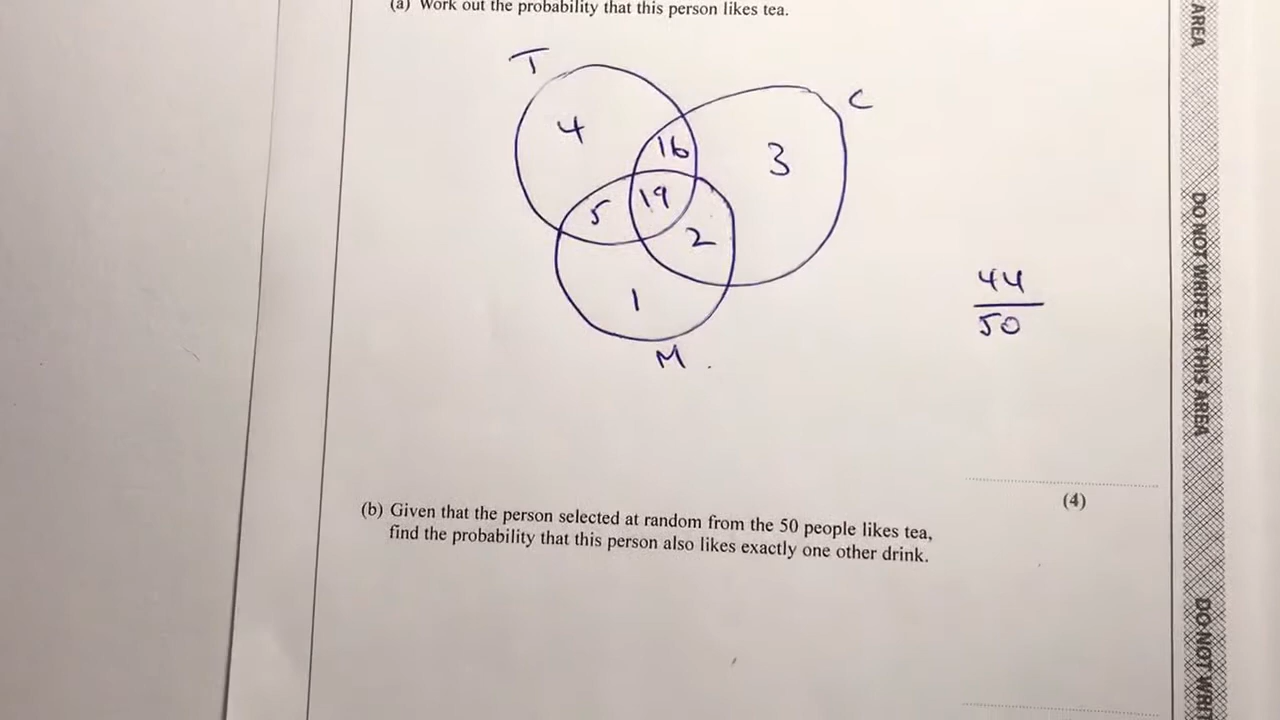 (a) Work out the probability that this person likes tea.
T
C
4
16
3
19
5
2
1
M
44
50
(4)
(b) Given that the person selected at random from the 50 people likes tea,
find the probability that this person also likes exactly one other drink.
AREA
DO NOT WRITE IN THIS AREA
DO NOT WRI